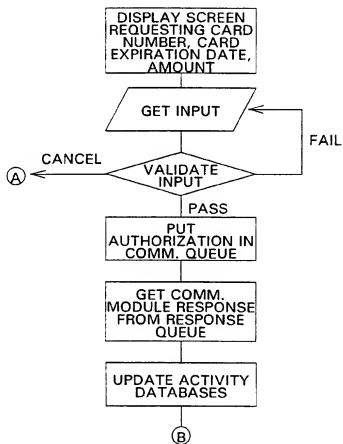 DISPLAY SCREEN
REQUESTING CARD
NUMBER, CARD
EXPIRATION DATE,
AMOUNT
GET INPUT
FAIL
CANCEL
A
VALIDATE
INPUT
PASS
PUT
AUTHORIZATION IN
COMM. QUEUE
GET COMM.
MODULE RESPONSE
FROM RESPONSE
QUEUE
UPDATE ACTIVITY
DATABASES
B